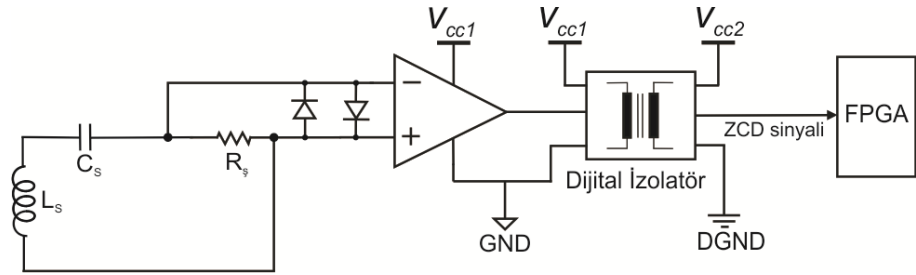 Vcc1
Vcc1
Vcc2
FPGA
ZCD sinyali
Cs
Rş
Ls
Dijital İzolatör
GND
DGND